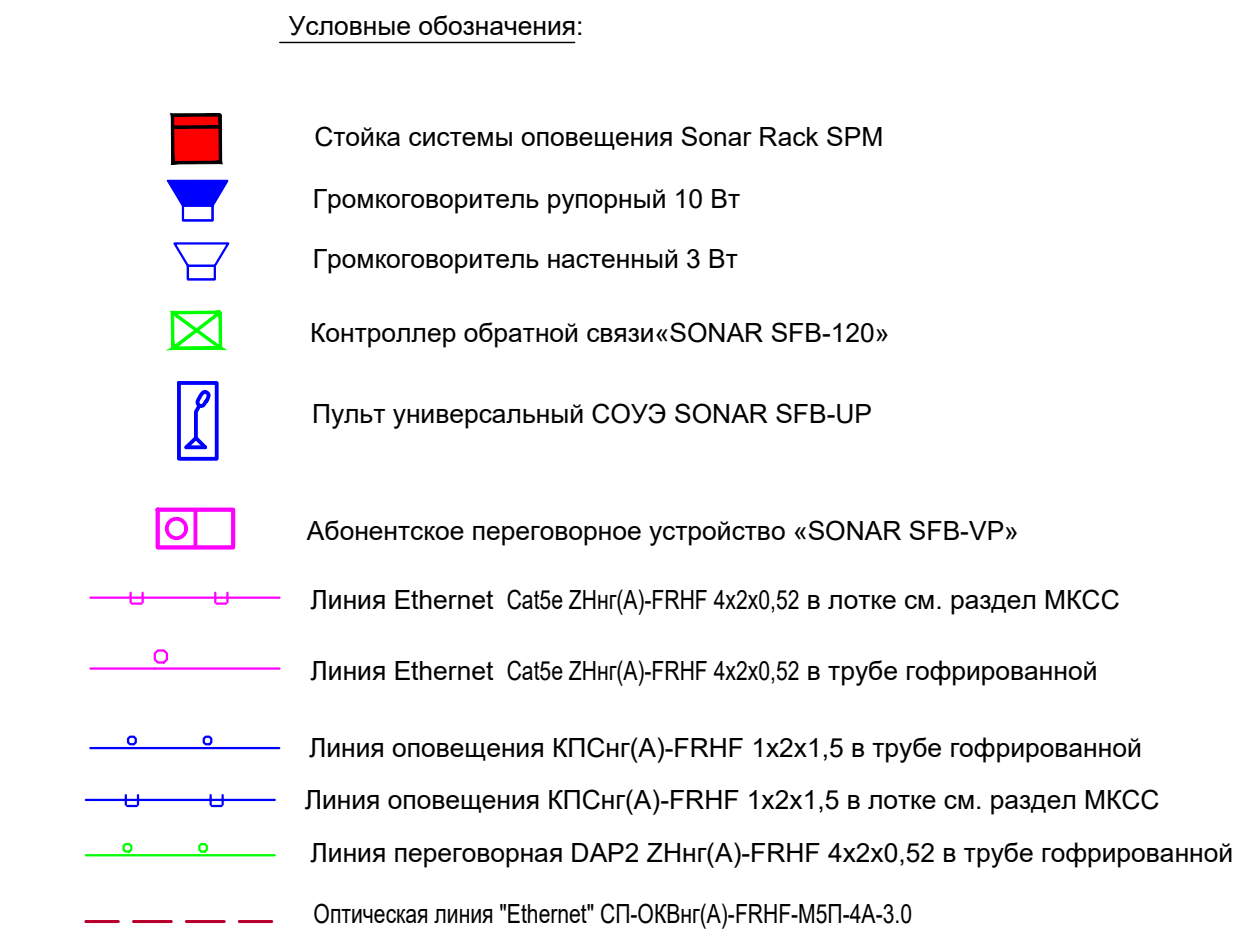 Условные обозначения:
Стойка системы оповещения Sonar Rack SPM
Громкоговоритель рупорный 10 Вт
Громкоговоритель настенный 3 Вт
Контроллер обратной связи«SONAR SFB-120»
Пульт универсальный СОУЭ SONAR SFB-UP
Абонентское переговорное устройство «SONAR SFB-VP»
Линия Ethernet Cat5e ZHнг(A)-FRHF 4x2x0,52 в лотке см. раздел МКСС
Линия Ethernet Cat5e ZHнг(A)-FRHF 4x2x0,52 в трубе гофрированной
Линия оповещения КПСнг(А)-FRHF 1x2x1,5 в трубе гофрированной
Линия оповещения КПСнг(А)-FRHF 1x2x1,5 в лотке см. раздел МКСС
Линия переговорная DAP2 ZHнг(A)-FRHF 4x2x0,52 в трубе гофрированной
Оптическая линия "Ethernet" СП-ОКВнг(А)-FRHF-М5П-4А-3.0